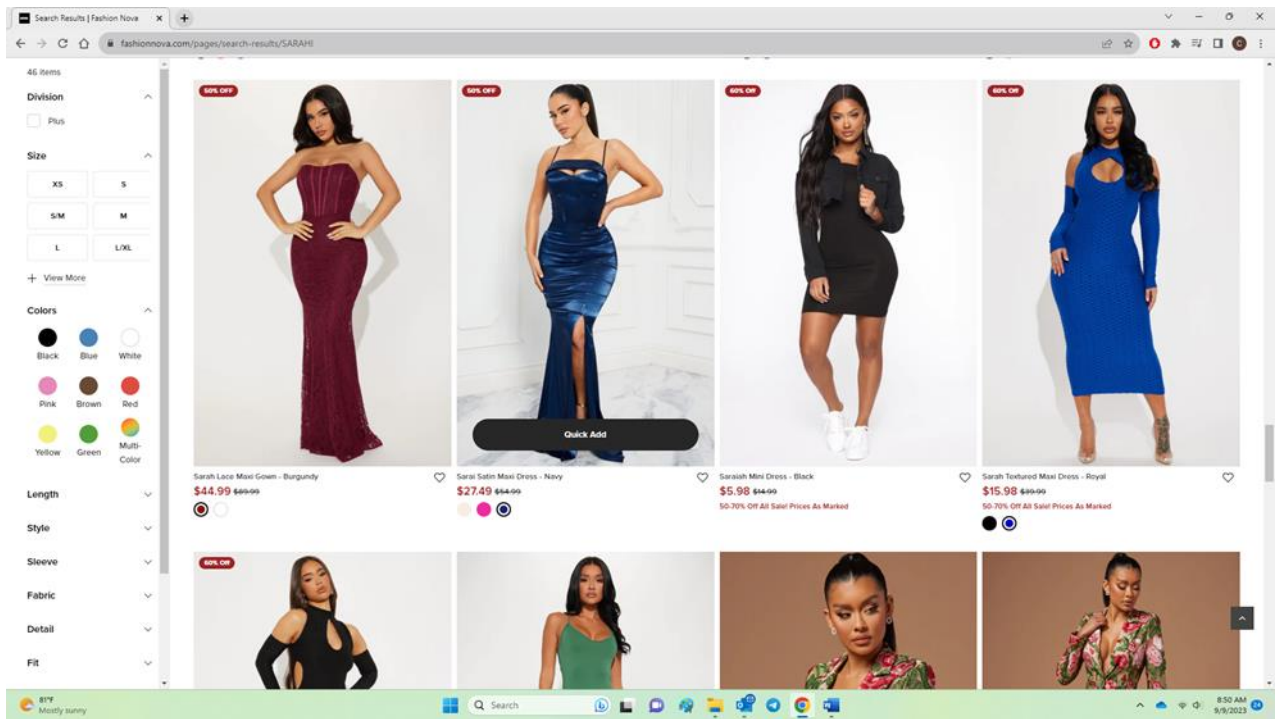 Search Results | Fashion Nova
fashionnova.com/pages/search-results/SARAHI
46 items
Division
Plus
Size
XS S
S/M M
L L/XL
+ View More
Colors
Black Blue White
Pink Brown Red
Yellow Green Multi-
Color
Length
Style
Sleeve
Fabric
Detail
Fit
50% OFF
50% OFF
60% Off
60% Off
Quick Add
Sarah Lace Maxi Gown - Burgundy
$44.99 $89.99
Sarai Satin Maxi Dress - Navy
$27.49 $54.99
Saraiah Mini Dress - Black
$5.98 $14.99
50-70% Off All Sale! Prices As Marked
Sarah Textured Maxi Dress - Royal
$15.98 $39.99
50-70% Off All Sale! Prices As Marked
60% Off
81°F
Mostly sunny
Search
8:50 AM
9/9/2023